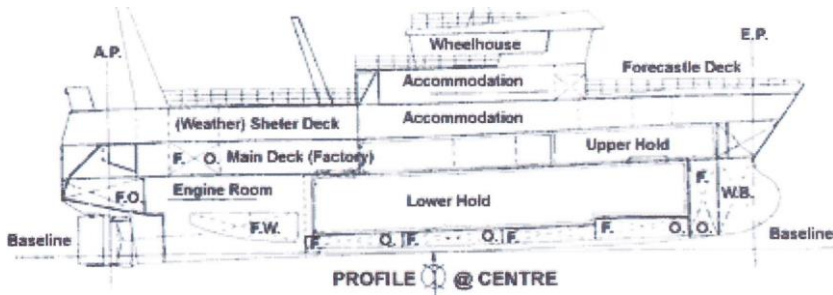 Wheelhouse
A.P.
E.P.
Accommodation
Forecastle Deck
(Weather) Sheter Deck
Accommodation
F. O. Main Deck (Factory)
Upper Hold
F.O.
Engine Room
Lower Hold
F.
W.B.
F.W.
F. O. F. O. F. F. O. O.
Baseline
Baseline
PROFILE @ CENTRE